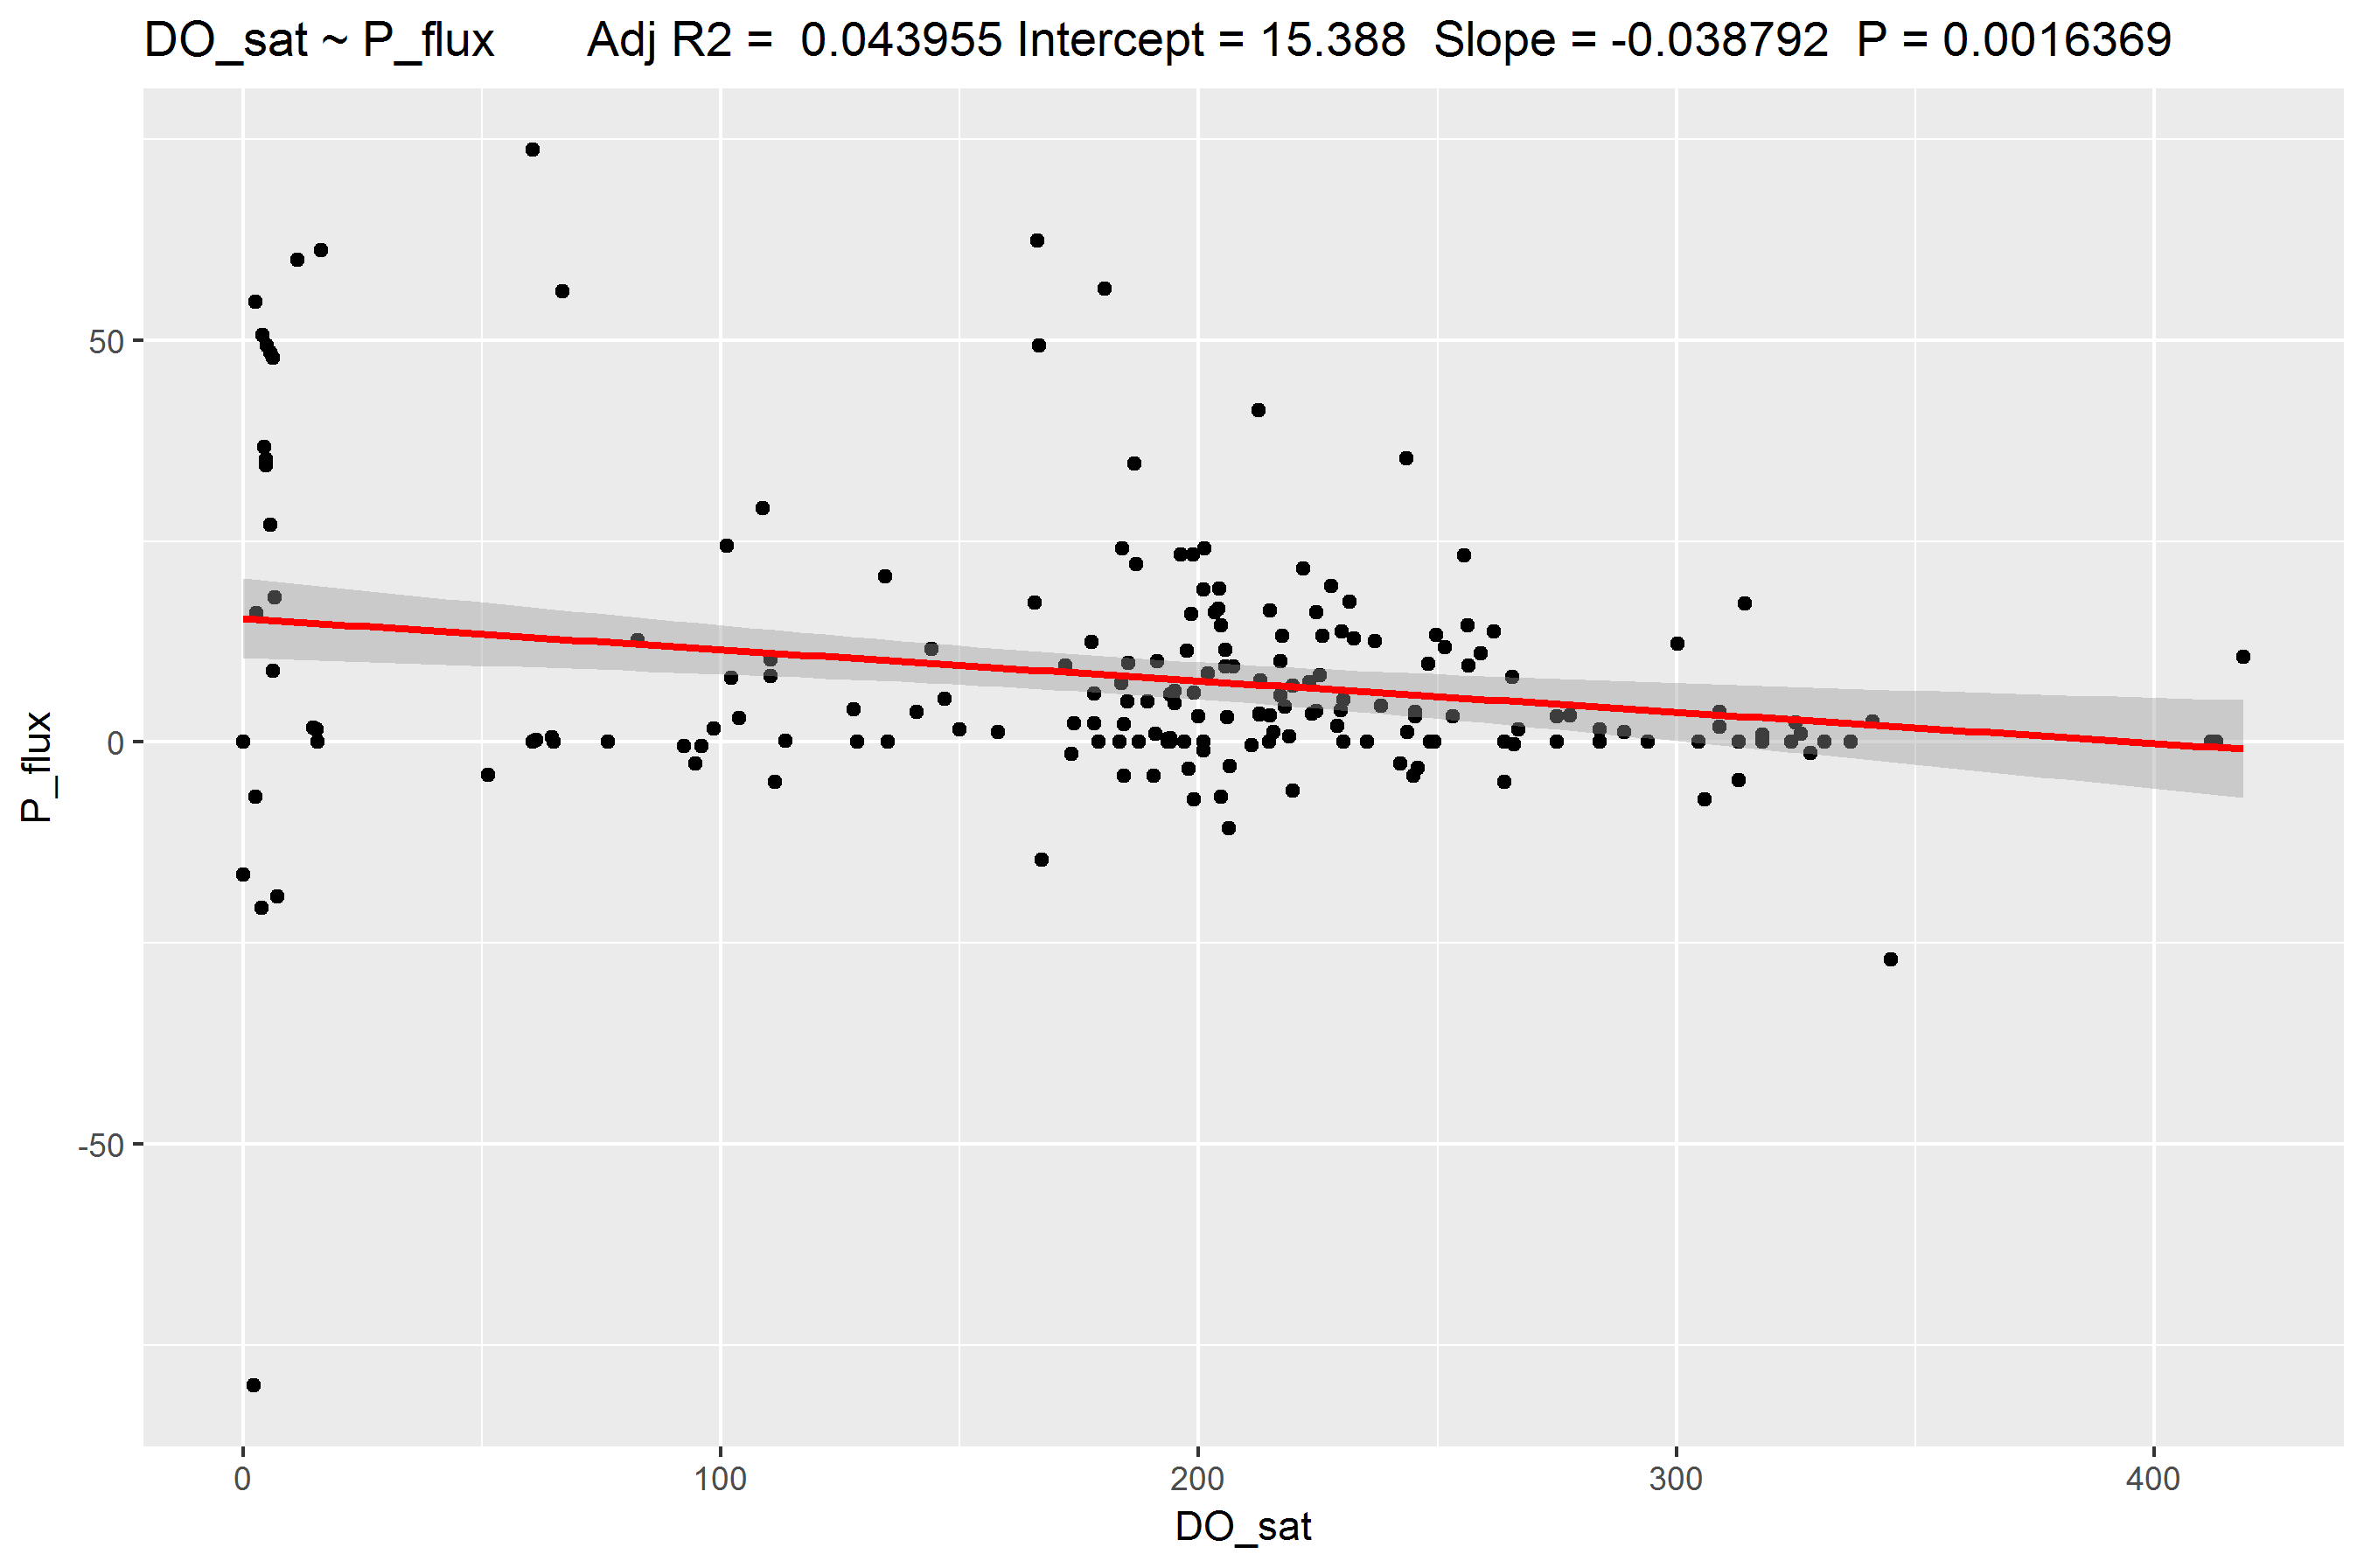 DO_sat ~ P_flux Adj R2 = 0.043955 Intercept = 15.388 Slope = -0.038792 P = 0.0016369
50
0
-50
P_flux
0 100 200 300 400
DO_sat